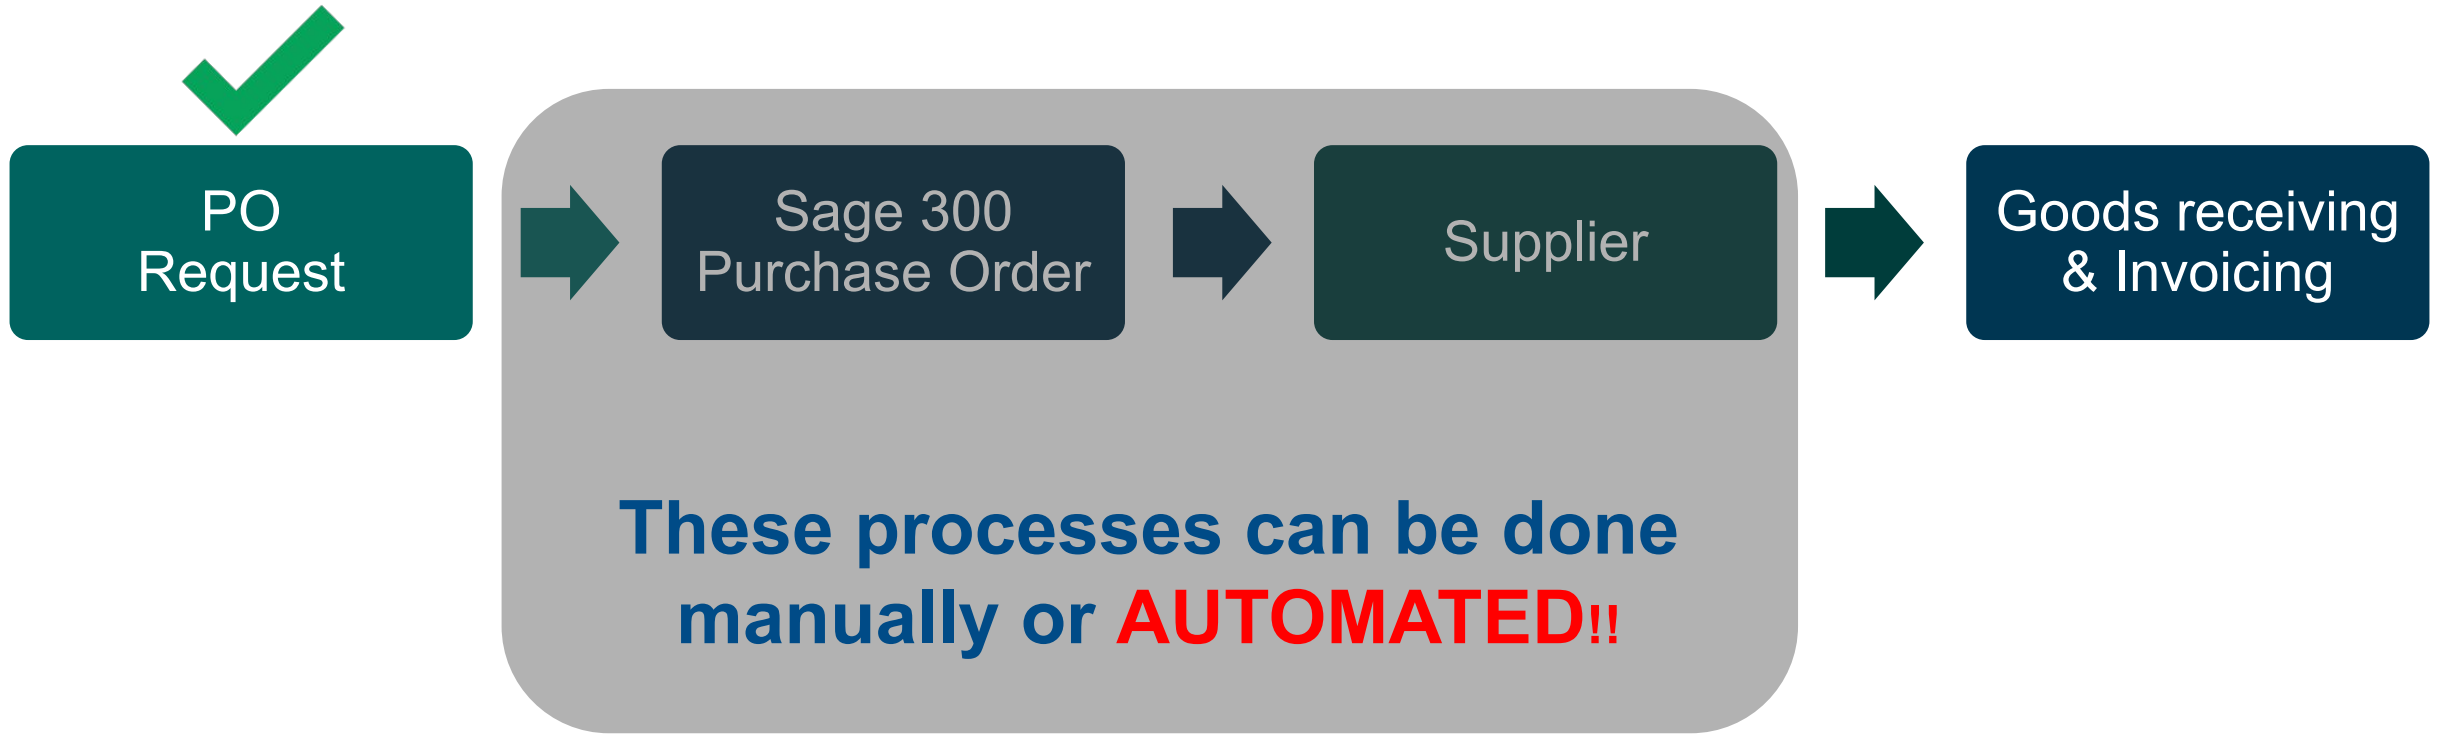 PO
Request
Sage 300
Purchase Order
Supplier
Goods receiving
& Invoicing
These processes can be done
manually or AUTOMATED!!